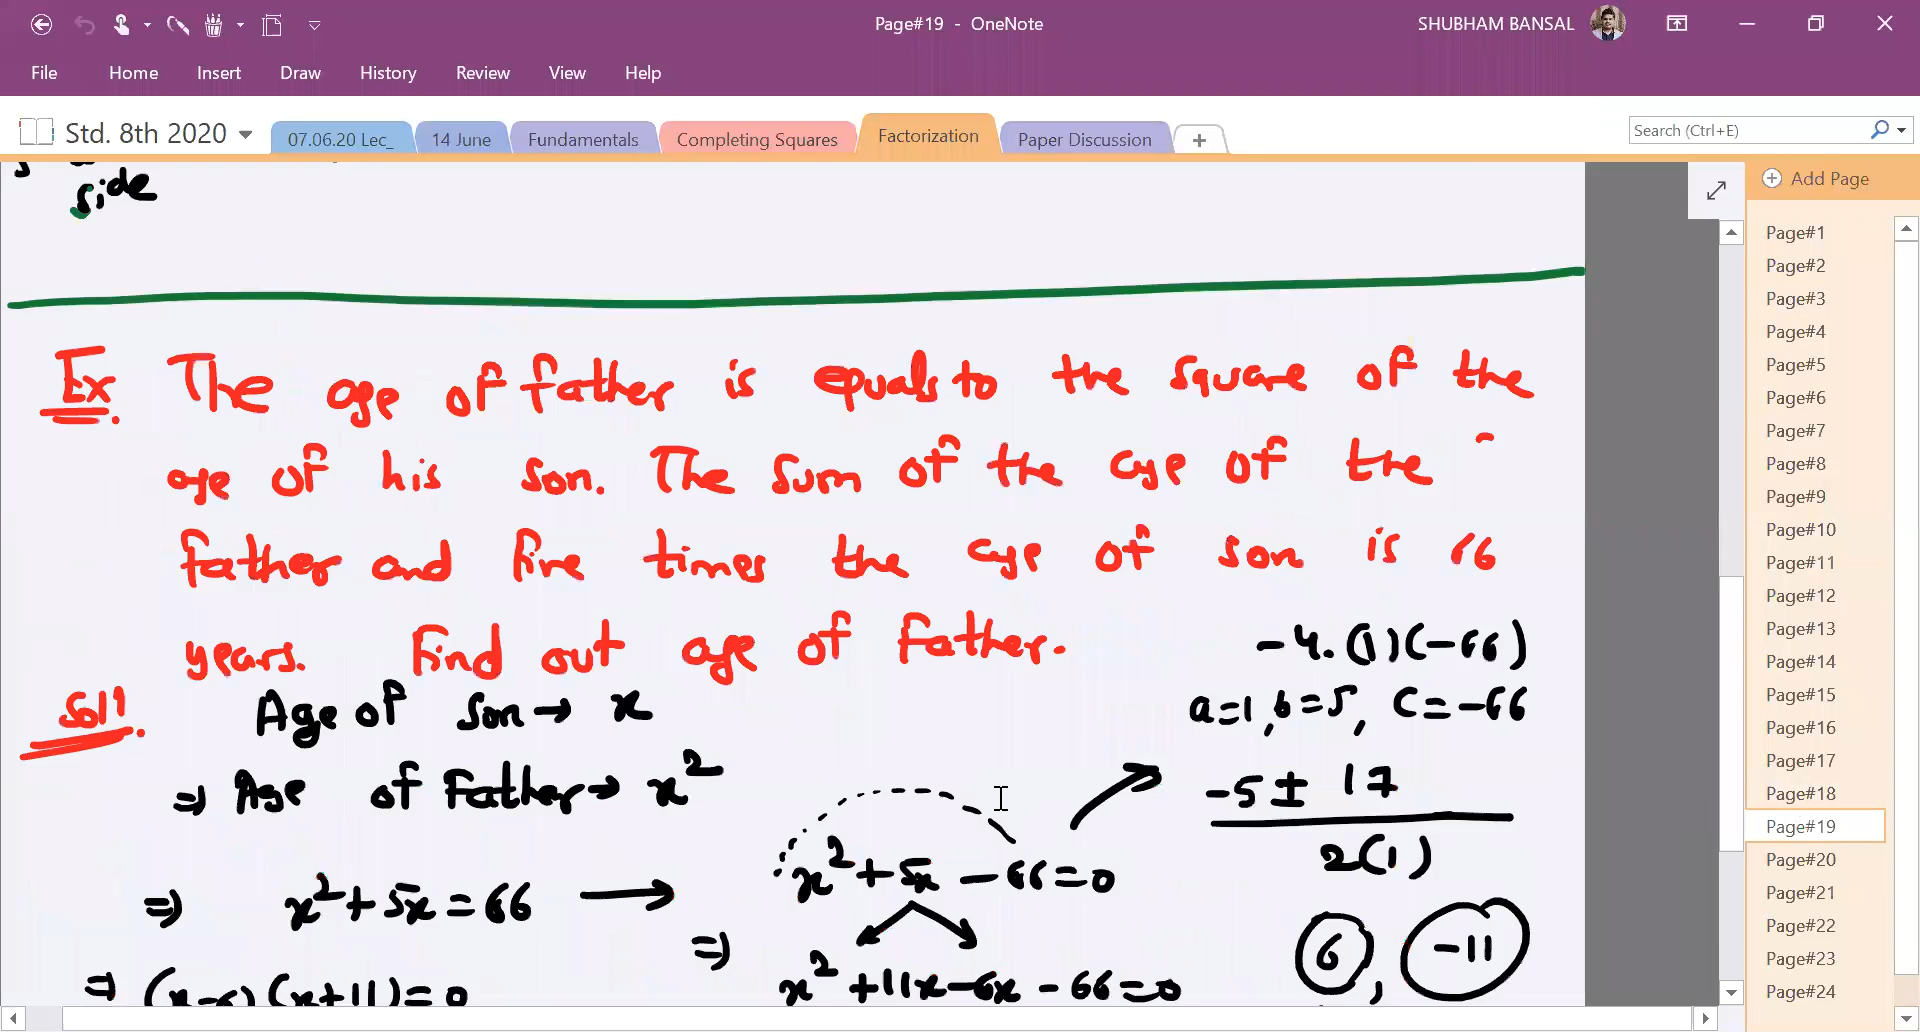 Page#19 - OneNote
SHUBHAM BANSAL
File Home Insert Draw History Review View Help
Std. 8th 2020
07.06.20 Lec_
14 June
Fundamentals
Completing Squares
Factorization
Paper Discussion
+
Search (Ctrl+E)
side
Ex. The age of father is equals to the square of the
age of his son. The sum of the age of the
father and five times the age of son is 66
years. Find out age of Father.
Solⁿ.
Age of son → x
⇒ Age of Father → x²
⇒ x² + 5x = 66 →
x² + 5x - 66 = 0
⇒ x² + 11x - 6x - 66 = 0
⇒ (x-6)(x+11) = 0
-4.(1)(-66)
a=1, b=5, c=-66
-5 ± 17
2(1)
6, -11
Add Page
Page#1
Page#2
Page#3
Page#4
Page#5
Page#6
Page#7
Page#8
Page#9
Page#10
Page#11
Page#12
Page#13
Page#14
Page#15
Page#16
Page#17
Page#18
Page#19
Page#20
Page#21
Page#22
Page#23
Page#24